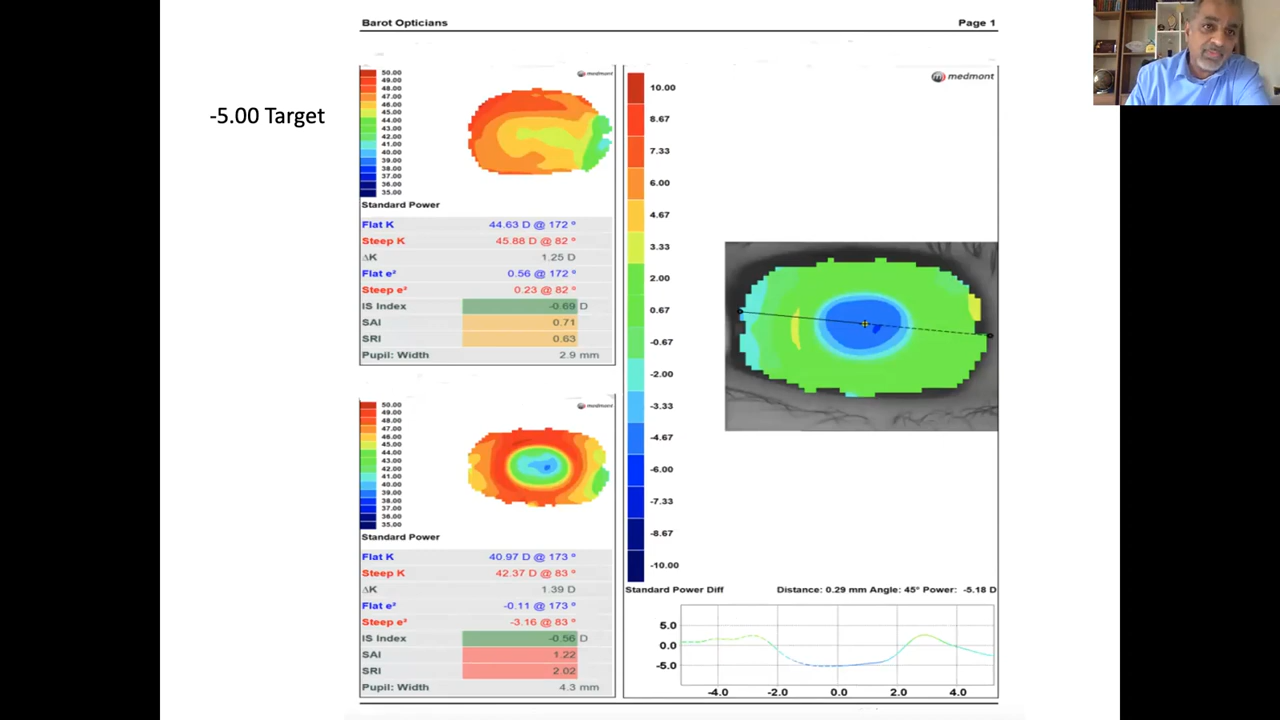 Barot Opticians
Page 1
-5.00 Target
50.00
49.00
48.00
47.00
46.00
45.00
44.00
43.00
42.00
41.00
40.00
39.00
38.00
37.00
36.00
35.00
medmont
Standard Power
Flat K 44.63 D @ 172 º
Steep K 45.88 D @ 82 º
ΔK 1.25 D
Flat e² 0.56 @ 172 º
Steep e² 0.23 @ 82 º
IS Index -0.69 D
SAI 0.71
SRI 0.63
Pupil: Width 2.9 mm
50.00
49.00
48.00
47.00
46.00
45.00
44.00
43.00
42.00
41.00
40.00
39.00
38.00
37.00
36.00
35.00
medmont
Standard Power
Flat K 40.97 D @ 173 º
Steep K 42.37 D @ 83 º
ΔK 1.39 D
Flat e² -0.11 @ 173 º
Steep e² -3.16 @ 83 º
IS Index -0.56 D
SAI 1.22
SRI 2.02
Pupil: Width 4.3 mm
medmont
10.00
8.67
7.33
6.00
4.67
3.33
2.00
0.67
-0.67
-2.00
-3.33
-4.67
-6.00
-7.33
-8.67
-10.00
Standard Power Diff Distance: 0.29 mm Angle: 45° Power: -5.18 D
5.0
0.0
-5.0
-4.0 -2.0 0.0 2.0 4.0